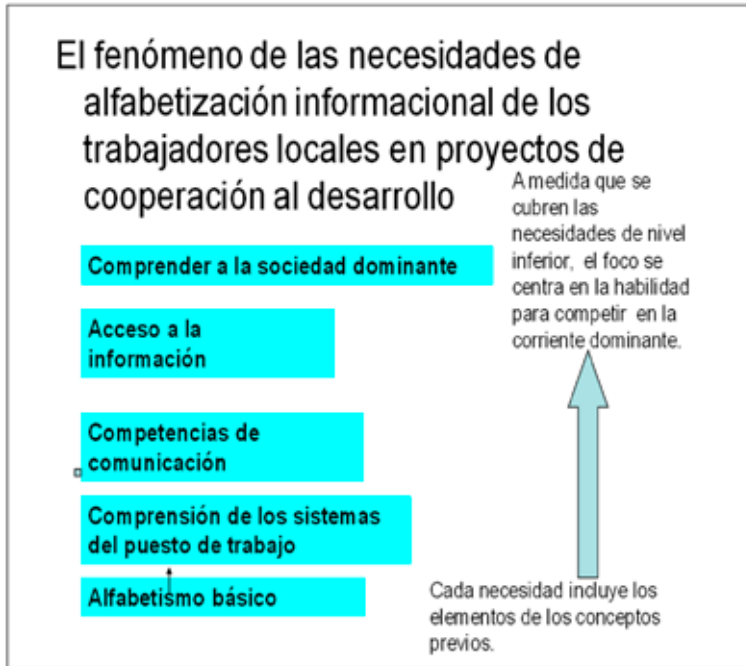 El fenómeno de las necesidades de
alfabetización informacional de los
trabajadores locales en proyectos de
cooperación al desarrollo
A medida que se
cubren las
necesidades de nivel
inferior, el foco se
centra en la habilidad
para competir en la
corriente dominante.
Comprender a la sociedad dominante
Acceso a la
información
Competencias de
comunicación
Comprensión de los sistemas
del puesto de trabajo
Alfabetismo básico
Cada necesidad incluye los
elementos de los conceptos
previos.